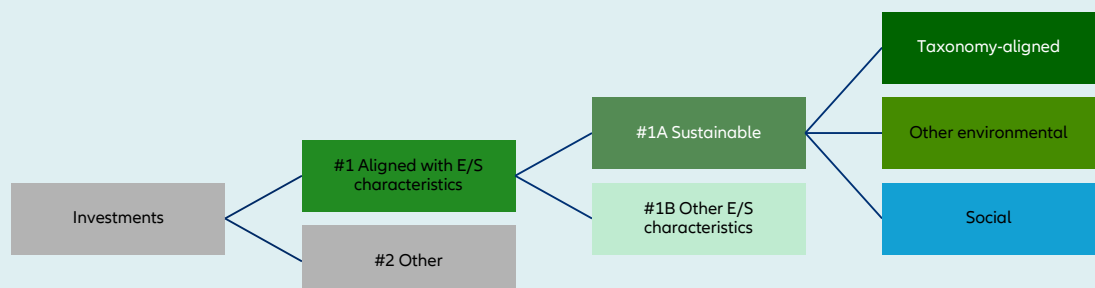 Investments
#1 Aligned with E/S
characteristics
#2 Other
#1A Sustainable
#1B Other E/S
characteristics
Taxonomy-aligned
Other environmental
Social